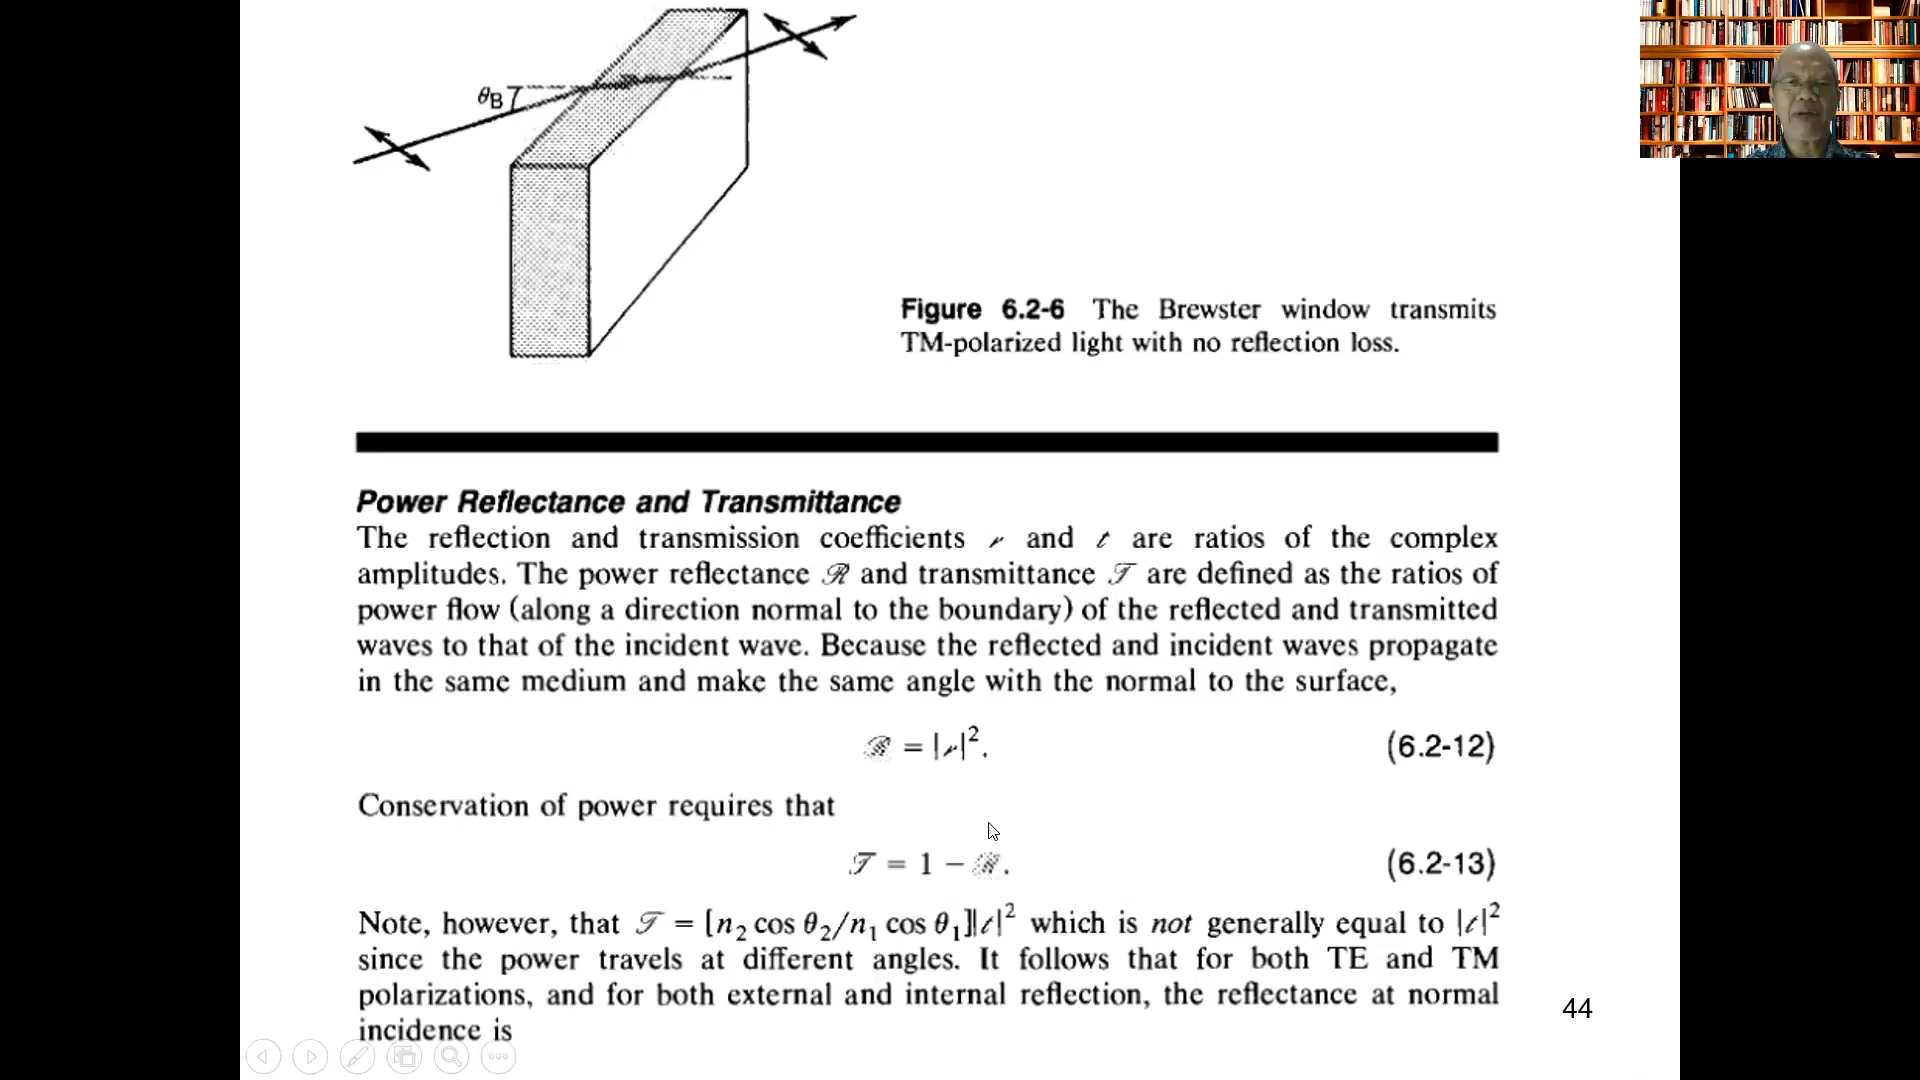 θB
Figure 6.2-6 The Brewster window transmits
TM-polarized light with no reflection loss.
Power Reflectance and Transmittance
The reflection and transmission coefficients 𝓇 and 𝓉 are ratios of the complex
amplitudes. The power reflectance ℛ and transmittance 𝒯 are defined as the ratios of
power flow (along a direction normal to the boundary) of the reflected and transmitted
waves to that of the incident wave. Because the reflected and incident waves propagate
in the same medium and make the same angle with the normal to the surface,
ℛ = |𝓇|². (6.2-12)
Conservation of power requires that
𝒯 = 1 − ℛ. (6.2-13)
Note, however, that 𝒯 = [n₂ cos θ₂/n₁ cos θ₁]|𝓉|² which is not generally equal to |𝓉|²
since the power travels at different angles. It follows that for both TE and TM
polarizations, and for both external and internal reflection, the reflectance at normal
incidence is
44